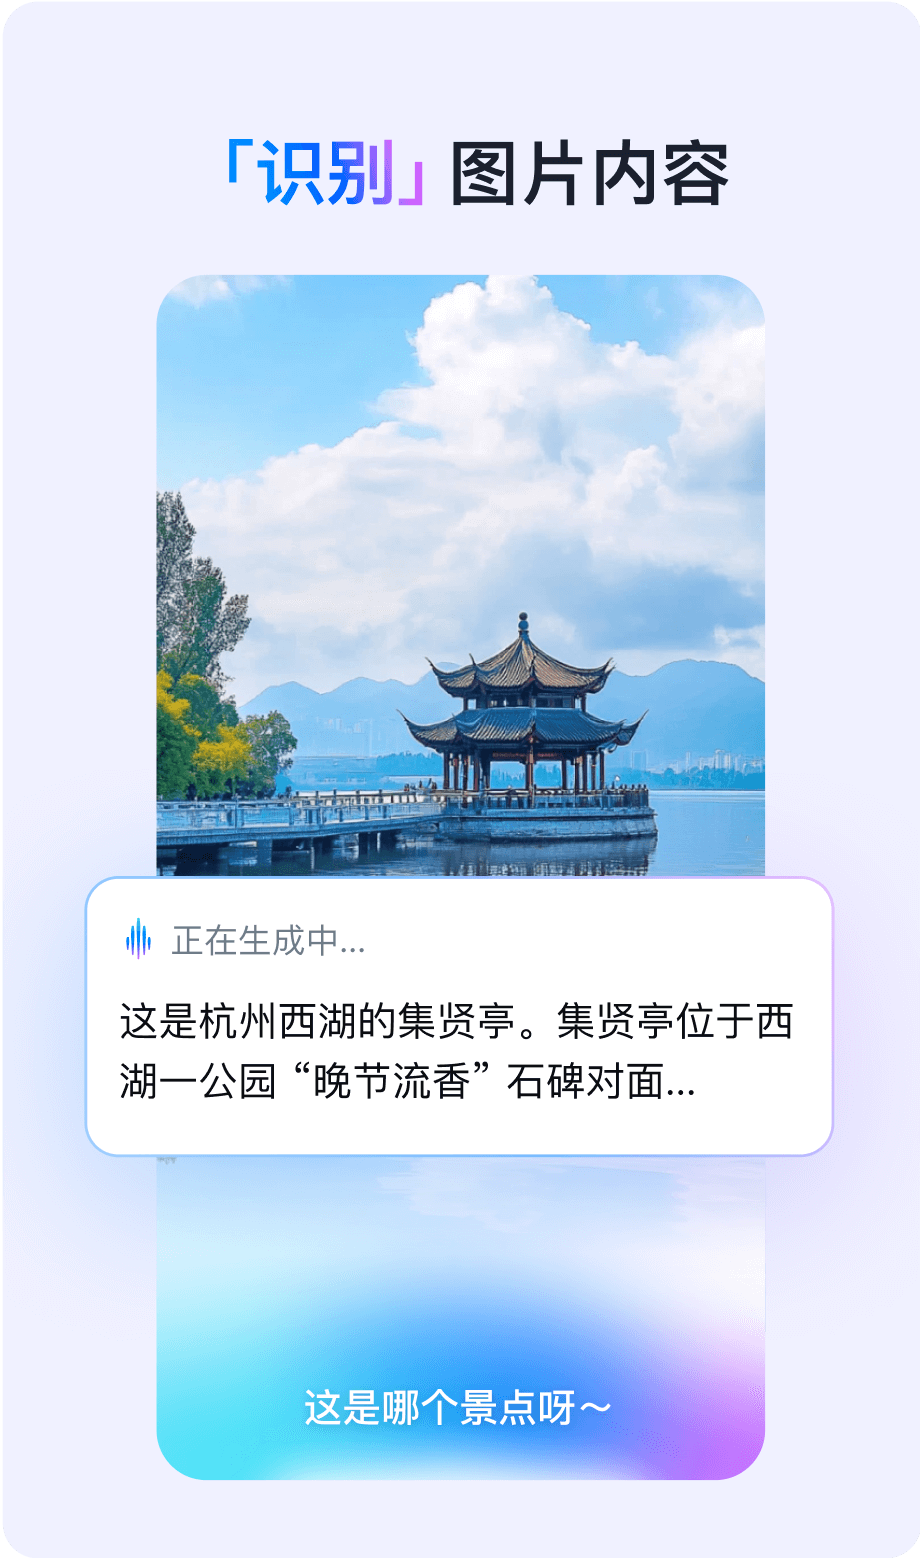 「识别」图片内容
正在生成中...
这是杭州西湖的集贤亭。集贤亭位于西
湖一公园“晚节流香”石碑对面...
这是哪个景点呀～